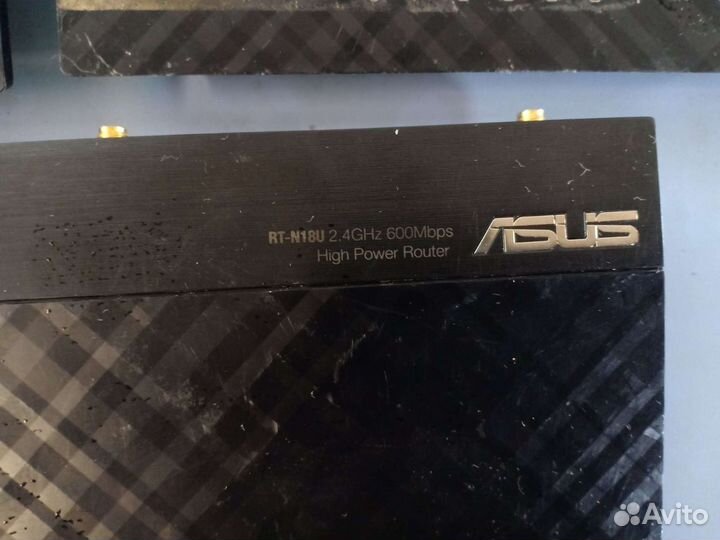 RT-N18U 2.4GHz 600Mbps
High Power Router
ASUS
Avito